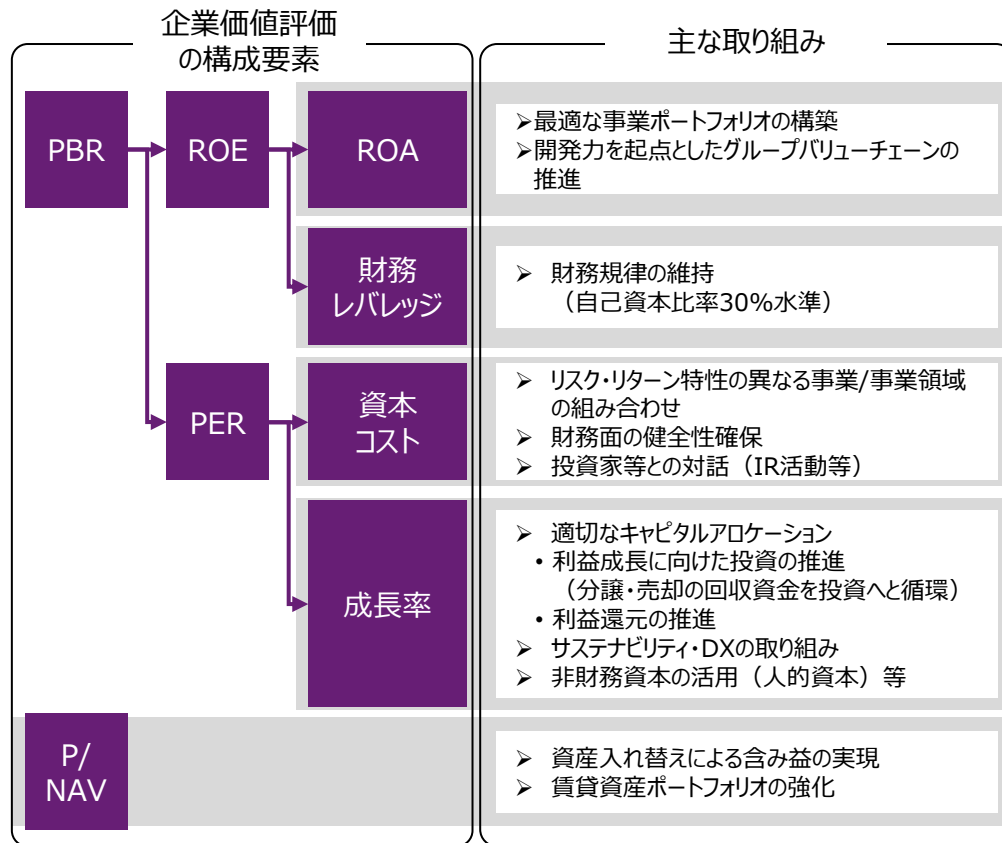 企業価値評価
の構成要素
主な取り組み
PBR
ROE
ROA
➢最適な事業ポートフォリオの構築
➢開発力を起点としたグループバリューチェーンの
推進
財務
レバレッジ
➢ 財務規律の維持
（自己資本比率30%水準）
PER
資本
コスト
➢ リスク・リターン特性の異なる事業/事業領域
の組み合わせ
➢ 財務面の健全性確保
➢ 投資家等との対話（IR活動等）
成長率
➢ 適切なキャピタルアロケーション
・利益成長に向けた投資の推進
（分譲・売却の回収資金を投資へと循環）
・利益還元の推進
➢ サステナビリティ・DXの取り組み
➢ 非財務資本の活用（人的資本）等
P/
NAV
➢ 資産入れ替えによる含み益の実現
➢ 賃貸資産ポートフォリオの強化